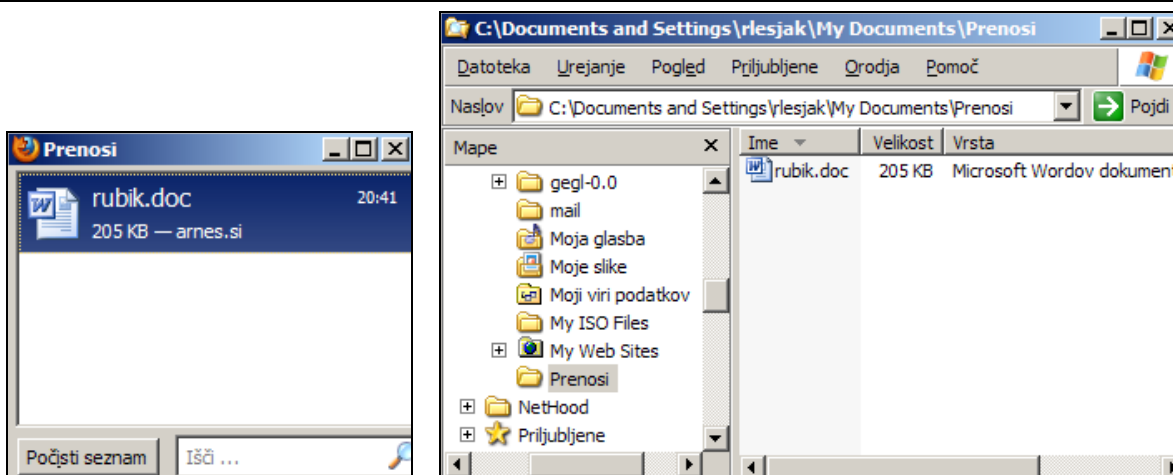 Prenosi
rubik.doc 20:41
205 KB — arnes.si
Počisti seznam Išči ...
C:\Documents and Settings\rlesjak\My Documents\Prenosi
Datoteka Urejanje Pogled Priljubljene Orodja Pomoč
Naslov C:\Documents and Settings\rlesjak\My Documents\Prenosi Pojdi
Mape
gegl-0.0
mail
Moja glasba
Moje slike
Moji viri podatkov
My ISO Files
My Web Sites
Prenosi
NetHood
Priljubljene
Ime Velikost Vrsta
rubik.doc 205 KB Microsoft Wordov dokument